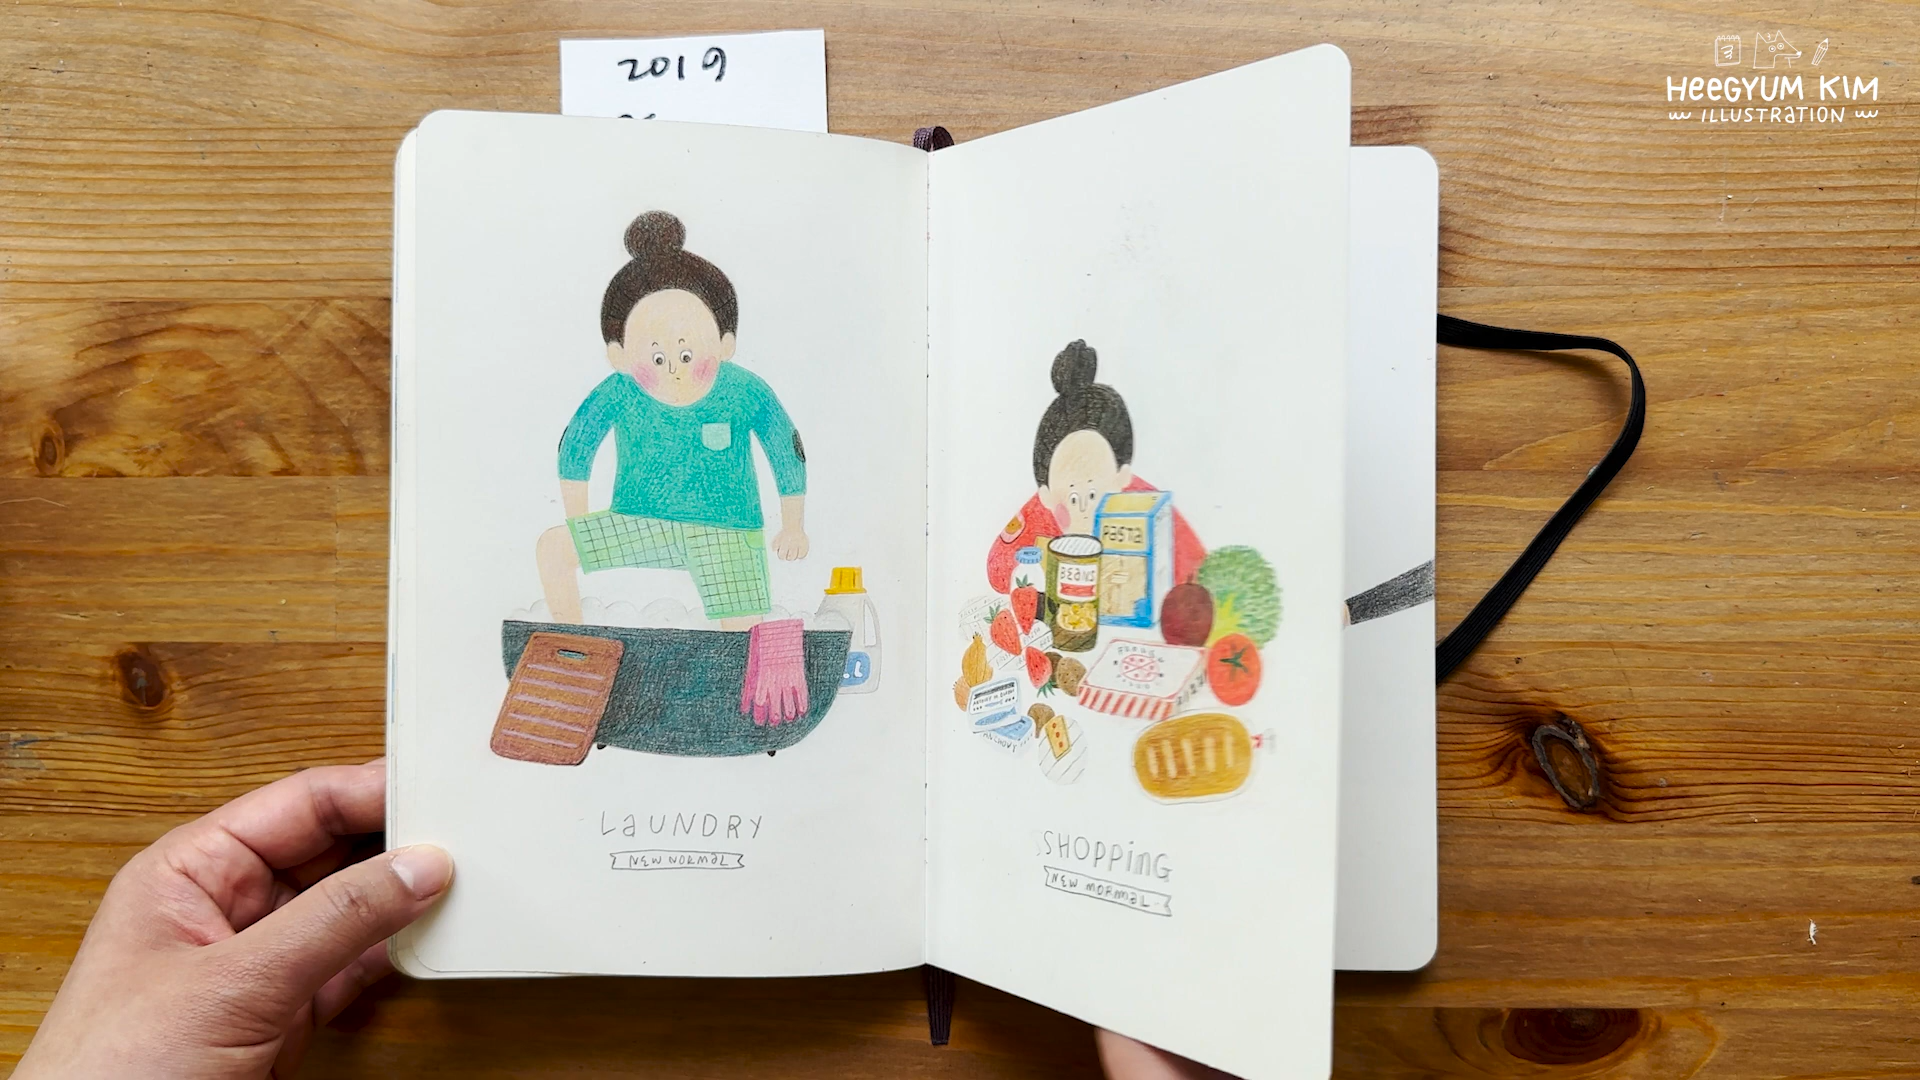 2019
HEEGYUM KIM
ILLUSTRATION
LaUNDRY
NEW NORMaL
PaSTa
BEaNS
SHOPPiNG
NEW NORMaL